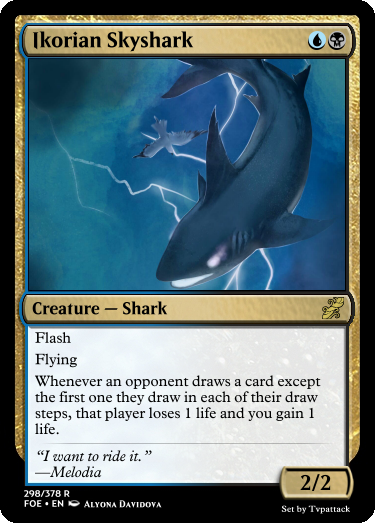 Ikorian Skyshark
Creature — Shark
Flash
Flying
Whenever an opponent draws a card except
the first one they draw in each of their draw
steps, that player loses 1 life and you gain 1
life.
“I want to ride it.”
—Melodia
2/2
298/378 R
FOE • EN Alyona Davidova
Set by Tvpattack